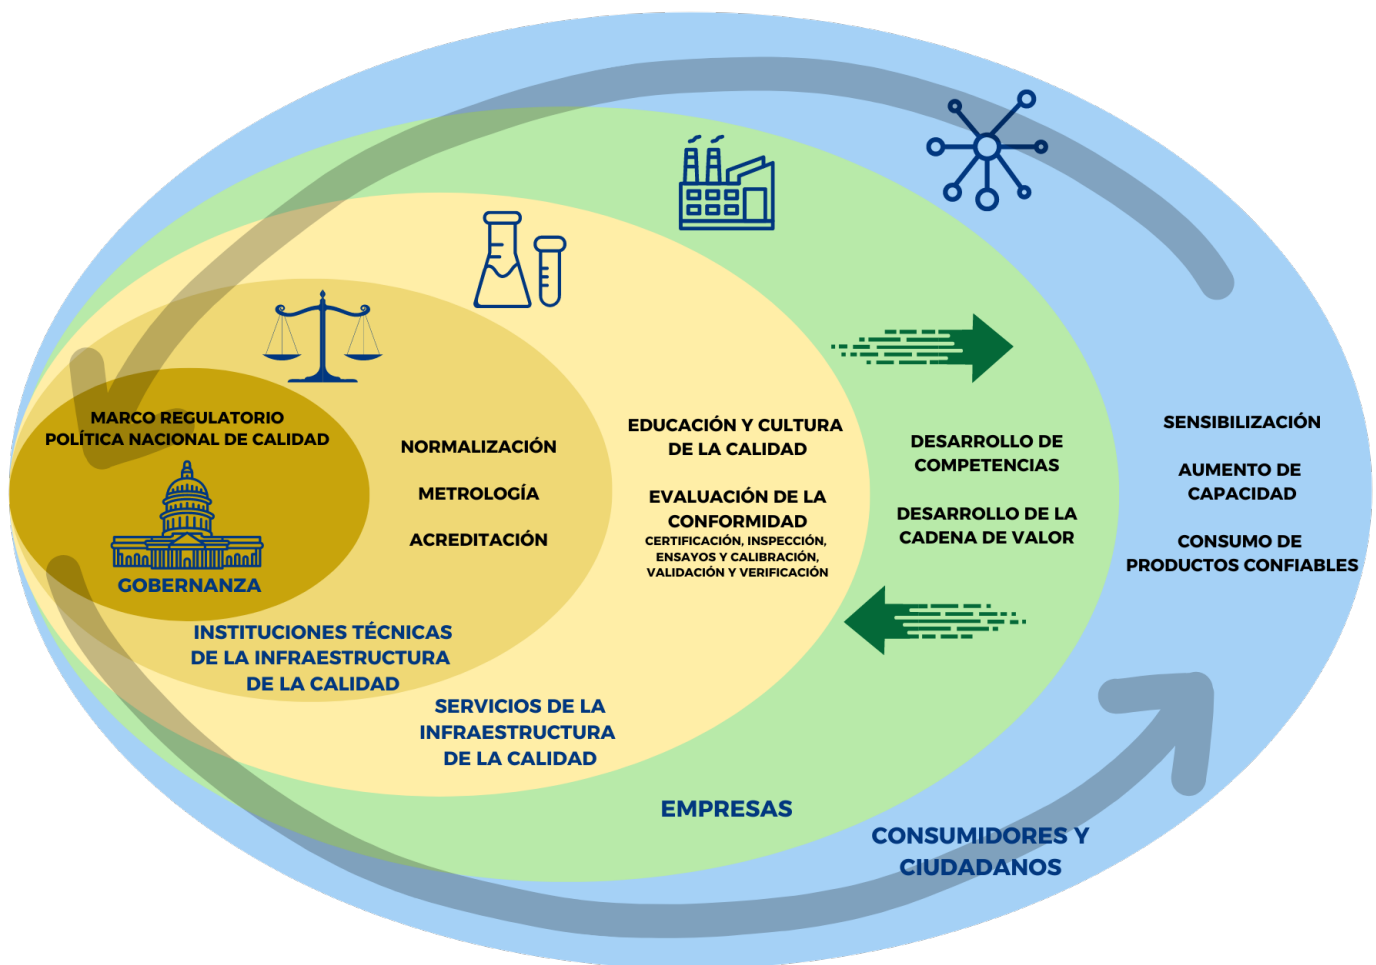 MARCO REGULATORIO
POLÍTICA NACIONAL DE CALIDAD
GOBERNANZA
NORMALIZACIÓN
METROLOGÍA
ACREDITACIÓN
INSTITUCIONES TÉCNICAS
DE LA INFRAESTRUCTURA
DE LA CALIDAD
EDUCACIÓN Y CULTURA
DE LA CALIDAD
EVALUACIÓN DE LA
CONFORMIDAD
CERTIFICACIÓN, INSPECCIÓN,
ENSAYOS Y CALIBRACIÓN,
VALIDACIÓN Y VERIFICACIÓN
SERVICIOS DE LA
INFRAESTRUCTURA
DE LA CALIDAD
DESARROLLO DE
COMPETENCIAS
DESARROLLO DE LA
CADENA DE VALOR
EMPRESAS
SENSIBILIZACIÓN
AUMENTO DE
CAPACIDAD
CONSUMO DE
PRODUCTOS CONFIABLES
CONSUMIDORES Y
CIUDADANOS